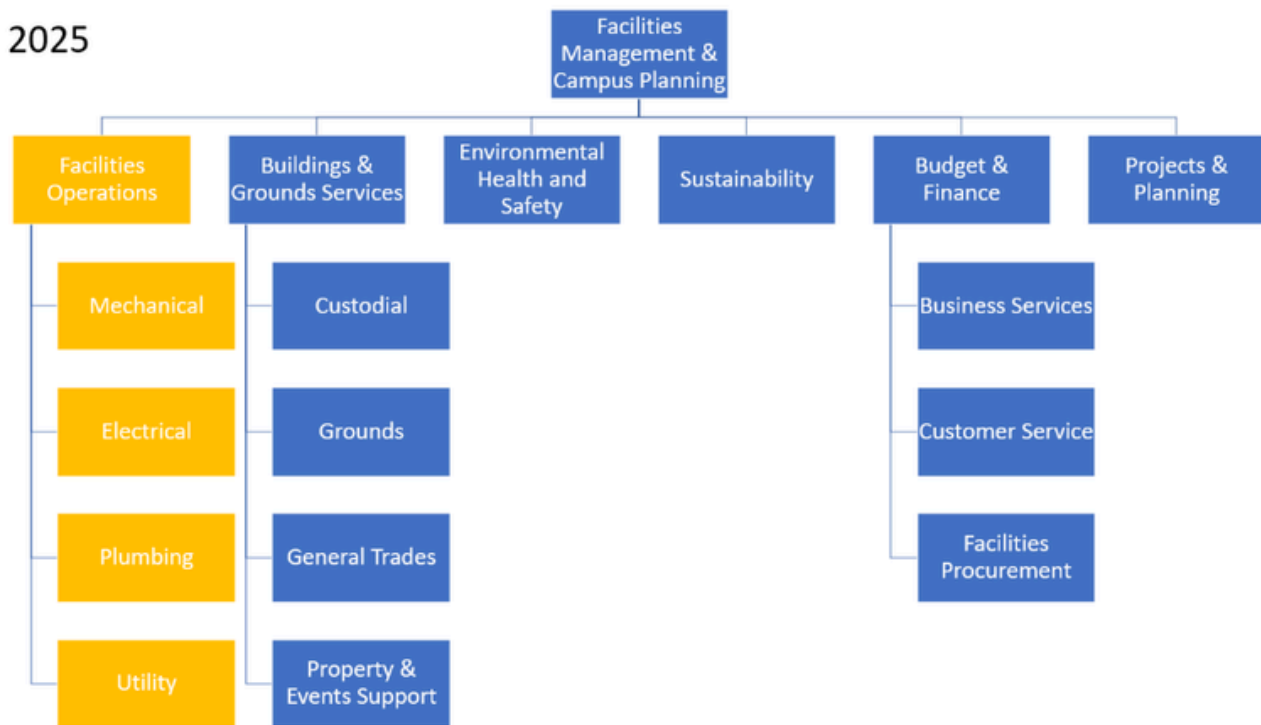 2025
Facilities
Management &
Campus Planning
Facilities
Operations
Buildings &
Grounds Services
Environmental
Health and
Safety
Sustainability
Budget &
Finance
Projects &
Planning
Mechanical
Custodial
Business Services
Electrical
Grounds
Customer Service
Plumbing
General Trades
Facilities
Procurement
Utility
Property &
Events Support